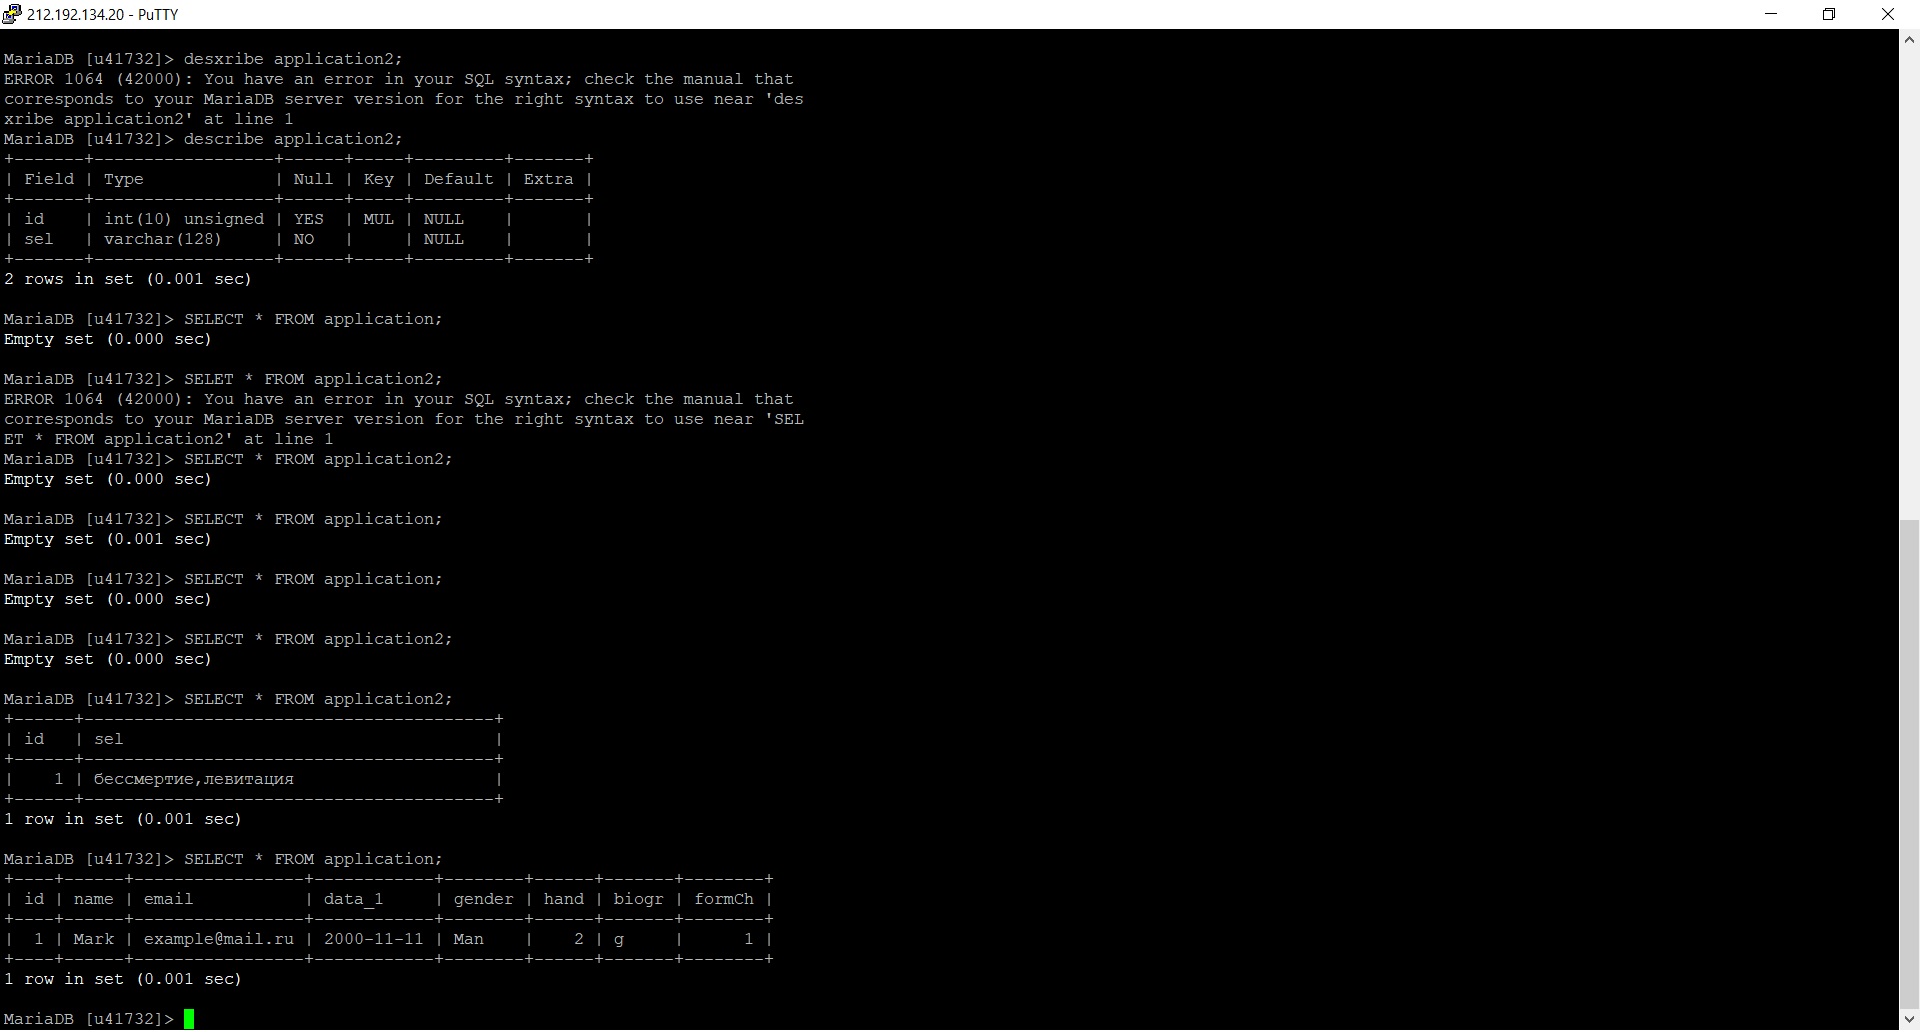 212.192.134.20 - PuTTY
MariaDB [u41732]> desxribe application2;
ERROR 1064 (42000): You have an error in your SQL syntax; check the manual that
corresponds to your MariaDB server version for the right syntax to use near 'des
xribe application2' at line 1
MariaDB [u41732]> describe application2;
+-------+------------------+------+-----+---------+-------+
| Field | Type             | Null | Key | Default | Extra |
+-------+------------------+------+-----+---------+-------+
| id    | int(10) unsigned | YES  | MUL | NULL    |       |
| sel   | varchar(128)     | NO   |     | NULL    |       |
+-------+------------------+------+-----+---------+-------+
2 rows in set (0.001 sec)
MariaDB [u41732]> SELECT * FROM application;
Empty set (0.000 sec)
MariaDB [u41732]> SELET * FROM application2;
ERROR 1064 (42000): You have an error in your SQL syntax; check the manual that
corresponds to your MariaDB server version for the right syntax to use near 'SEL
ET * FROM application2' at line 1
MariaDB [u41732]> SELECT * FROM application2;
Empty set (0.000 sec)
MariaDB [u41732]> SELECT * FROM application;
Empty set (0.001 sec)
MariaDB [u41732]> SELECT * FROM application;
Empty set (0.000 sec)
MariaDB [u41732]> SELECT * FROM application2;
Empty set (0.000 sec)
MariaDB [u41732]> SELECT * FROM application2;
+------+-----------------------------------------+
| id   | sel                                     |
+------+-----------------------------------------+
|    1 | бессмертие,левитация                    |
+------+-----------------------------------------+
1 row in set (0.001 sec)
MariaDB [u41732]> SELECT * FROM application;
+----+------+-----------------+------------+--------+------+-------+--------+
| id | name | email           | data_1     | gender | hand | biogr | formCh |
+----+------+-----------------+------------+--------+------+-------+--------+
|  1 | Mark | example@mail.ru | 2000-11-11 | Man    |    2 | g     |      1 |
+----+------+-----------------+------------+--------+------+-------+--------+
1 row in set (0.001 sec)
MariaDB [u41732]>